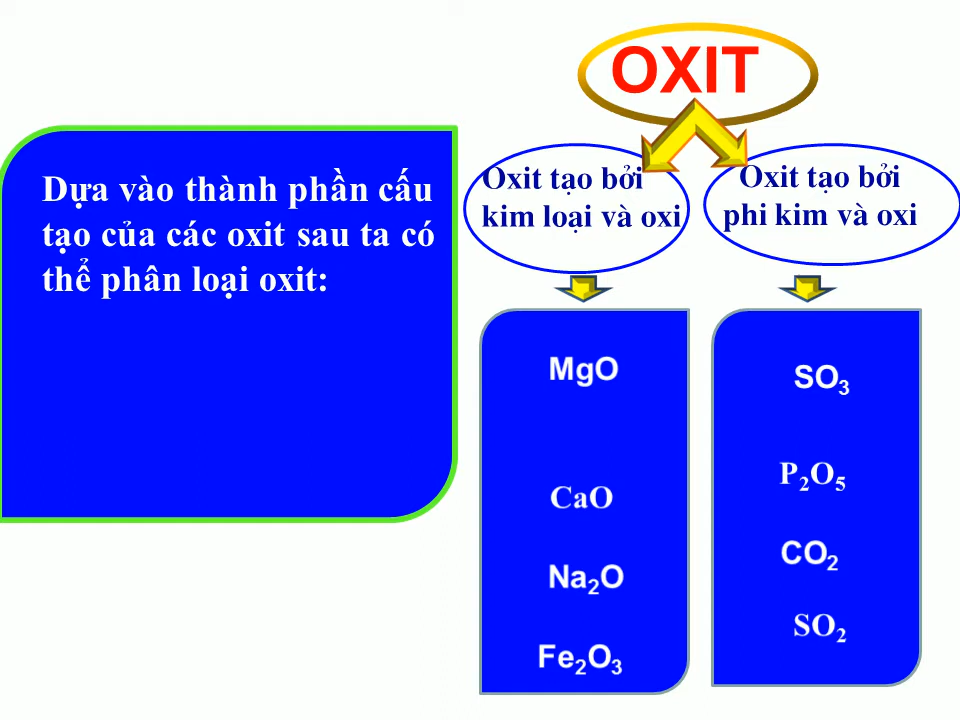 OXIT
Dựa vào thành phần cấu
tạo của các oxit sau ta có
thể phân loại oxit:
Oxit tạo bởi
kim loại và oxi
Oxit tạo bởi
phi kim và oxi
MgO
CaO
Na₂O
Fe₂O₃
SO₃
P₂O₅
CO₂
SO₂